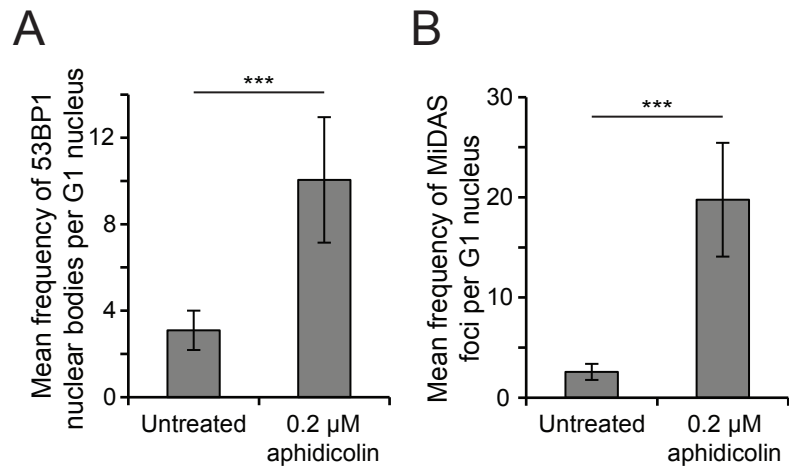 A
Mean frequency of 53BP1
nuclear bodies per G1 nucleus
***
12
8
4
0
Untreated
0.2 µM
aphidicolin
B
Mean frequency of MiDAS
foci per G1 nucleus
***
30
20
10
0
Untreated
0.2 µM
aphidicolin